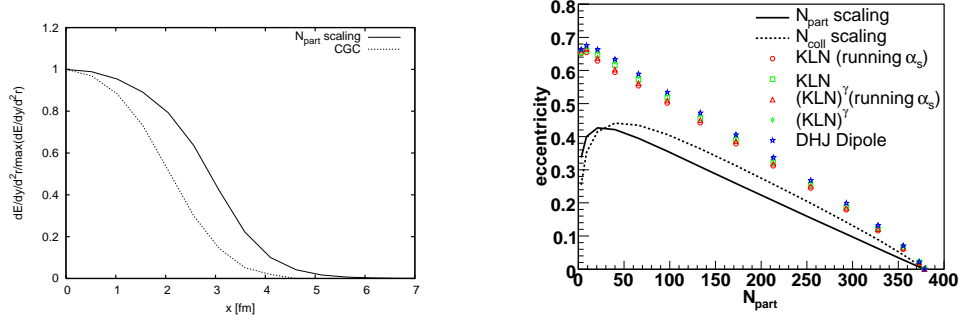 N_part scaling
CGC
dE/dy/d²r/max(dE/dy/d²r)
1.2
1
0.8
0.6
0.4
0.2
0
0 1 2 3 4 5 6 7
x [fm]
N_part scaling
N_coll scaling
KLN (running α_s)
KLN
(KLN)^γ(running α_s)
(KLN)^γ
DHJ Dipole
eccentricity
0.8
0.7
0.6
0.5
0.4
0.3
0.2
0.1
0
0 50 100 150 200 250 300 350 400
N_part